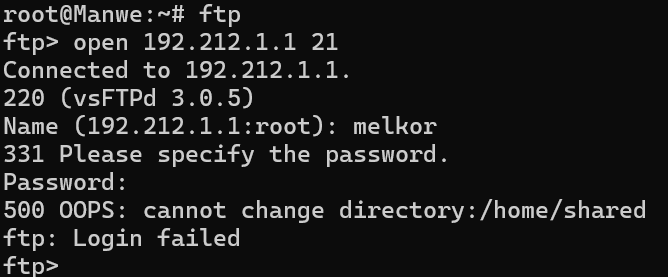 root@Manwe:~# ftp
ftp> open 192.212.1.1 21
Connected to 192.212.1.1.
220 (vsFTPd 3.0.5)
Name (192.212.1.1:root): melkor
331 Please specify the password.
Password:
500 OOPS: cannot change directory:/home/shared
ftp: Login failed
ftp>